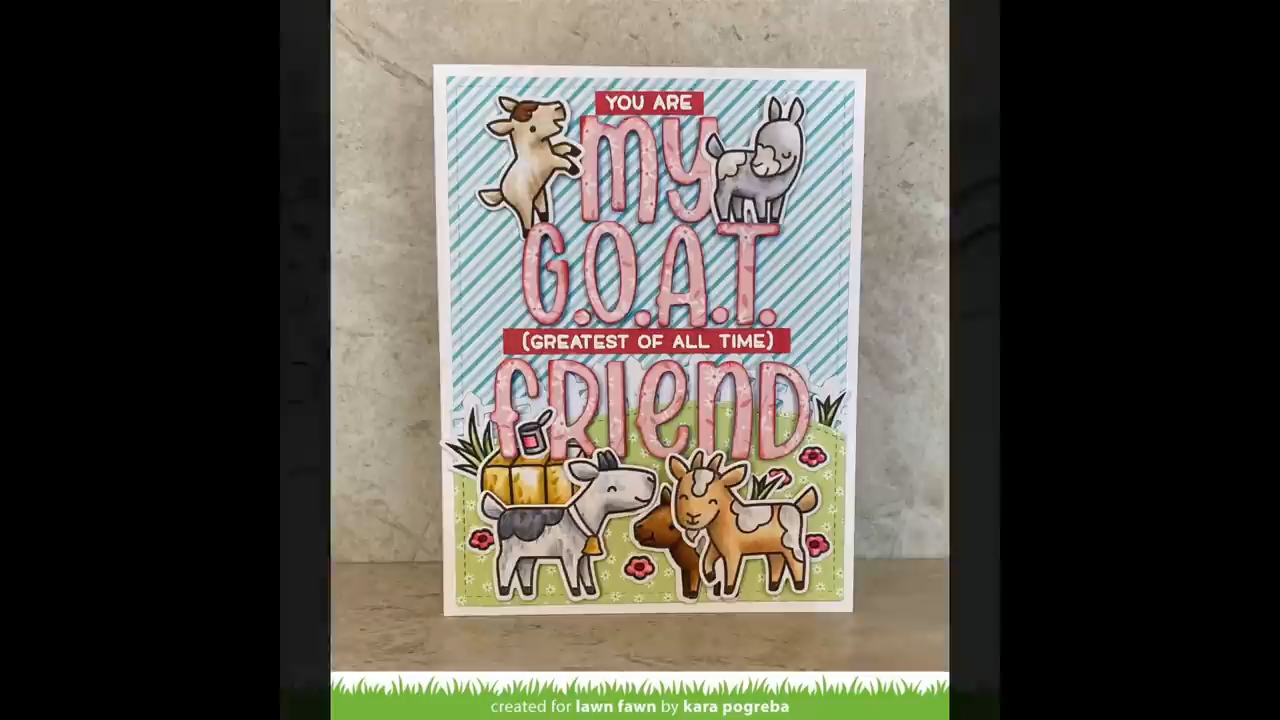 YOU ARE
my
G.O.A.T.
(GREATEST OF ALL TIME)
fRIenD
created for lawn fawn by kara pogreba